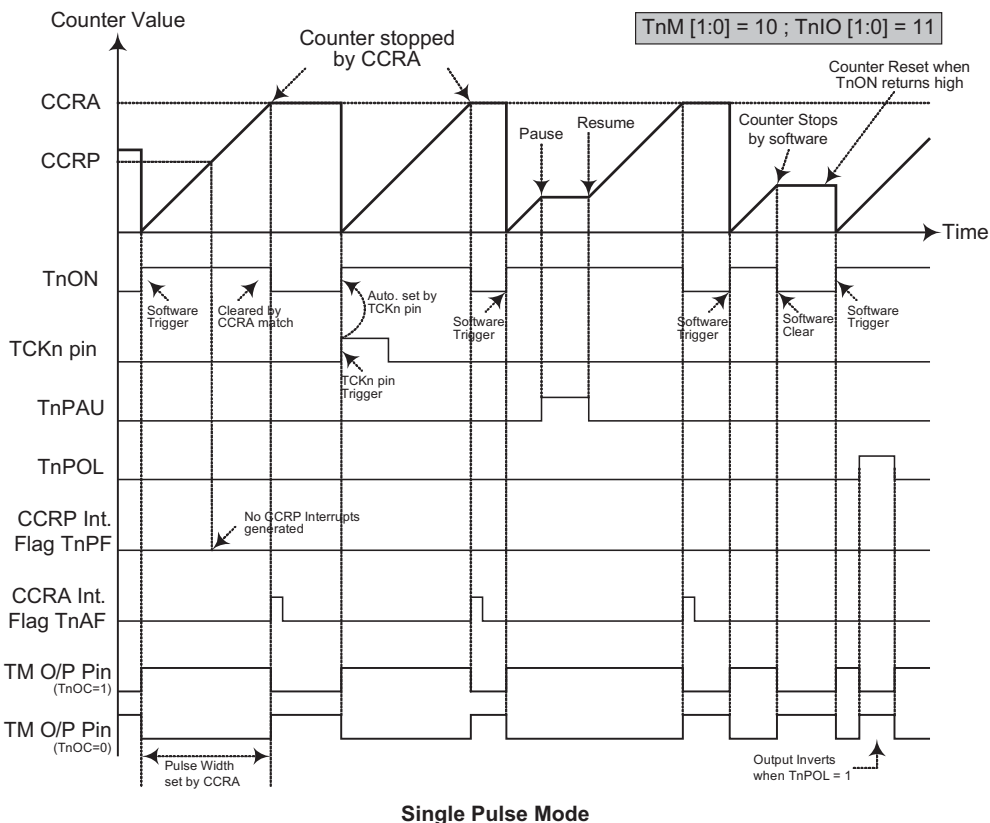 Counter Value
TnM [1:0] = 10 ; TnIO [1:0] = 11
Counter stopped
by CCRA
Counter Reset when
TnON returns high
CCRA
Counter Stops
by software
Pause
Resume
CCRP
Time
TnON
Software
Trigger
Cleared by
CCRA match
Auto. set by
TCKn pin
Software
Trigger
Software
Trigger
Software
Clear
Software
Trigger
TCKn pin
TCKn pin
Trigger
TnPAU
TnPOL
CCRP Int.
Flag TnPF
No CCRP Interrupts
generated
CCRA Int.
Flag TnAF
TM O/P Pin
(TnOC=1)
TM O/P Pin
(TnOC=0)
Pulse Width
set by CCRA
Output Inverts
when TnPOL = 1
Single Pulse Mode